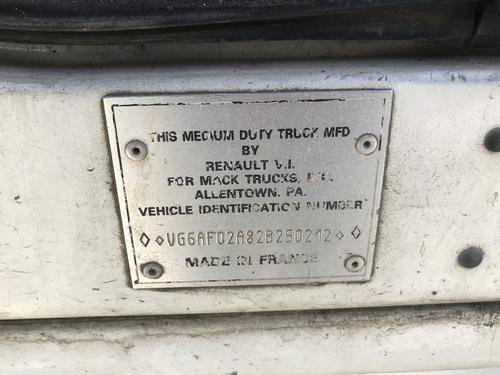 THIS MEDIUM DUTY TRUCK MFD
BY
RENAULT V.I.
FOR MACK TRUCKS,
ALLENTOWN, PA.
VEHICLE IDENTIFICATION NUMBER
VG6AF02A82B250212
MADE IN FRANCE